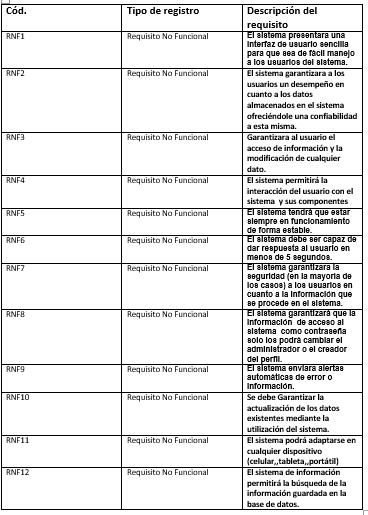 Cód. Tipo de registro Descripción del
requisito
RNF1 Requisito No Funcional El sistema presentara una
interfaz de usuario sencilla
para que sea de fácil manejo
a los usuarios del sistema.
RNF2 Requisito No Funcional El sistema garantizara a los
usuarios un desempeño en
cuanto a los datos
almacenados en el sistema
ofreciéndole una confiabilidad
a esta misma.
RNF3 Requisito No Funcional Garantizara al usuario el
acceso de información y la
modificación de cualquier
dato.
RNF4 Requisito No Funcional El sistema permitirá la
interacción del usuario con el
sistema y sus componentes
RNF5 Requisito No Funcional El sistema tendrá que estar
siempre en funcionamiento
de forma estable.
RNF6 Requisito No Funcional El sistema debe ser capaz de
dar respuesta al usuario en
menos de 5 segundos.
RNF7 Requisito No Funcional El sistema garantizara la
seguridad (en la mayoría de
los casos) a los usuarios en
cuanto a la información que
se procede en el sistema.
RNF8 Requisito No Funcional El sistema garantizará que la
información de acceso al
sistema como contraseña
solo los podrá cambiar el
administrador o el creador
del perfil.
RNF9 Requisito No Funcional El sistema enviara alertas
automáticas de error o
información.
RNF10 Requisito No Funcional Se debe Garantizar la
actualización de los datos
existentes mediante la
utilización del sistema.
RNF11 Requisito No Funcional El sistema podrá adaptarse en
cualquier dispositivo
(celular,,tableta,,portátil)
RNF12 Requisito No Funcional El sistema de información
permitirá la búsqueda de la
información guardada en la
base de datos.